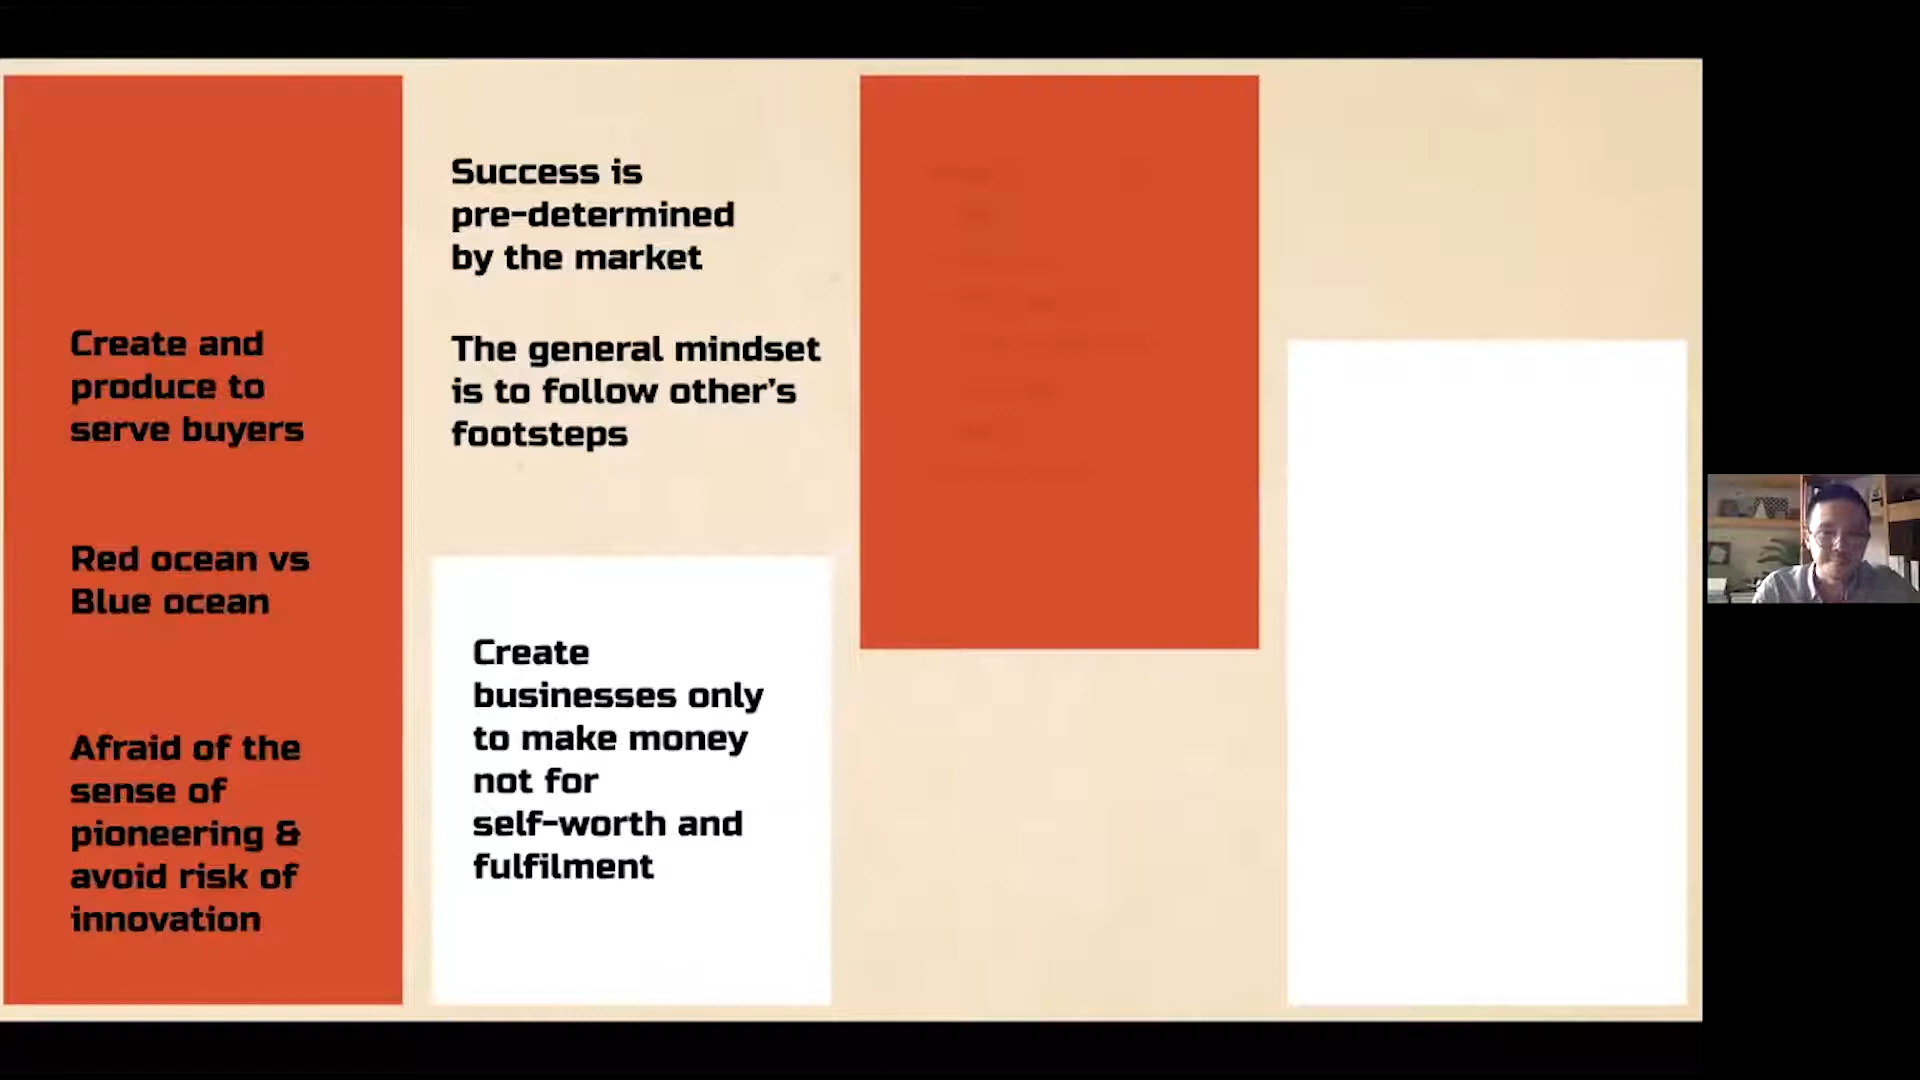 Create and
produce to
serve buyers
Red ocean vs
Blue ocean
Afraid of the
sense of
pioneering &
avoid risk of
innovation
Success is
pre-determined
by the market
The general mindset
is to follow other's
footsteps
Create
businesses only
to make money
not for
self-worth and
fulfilment